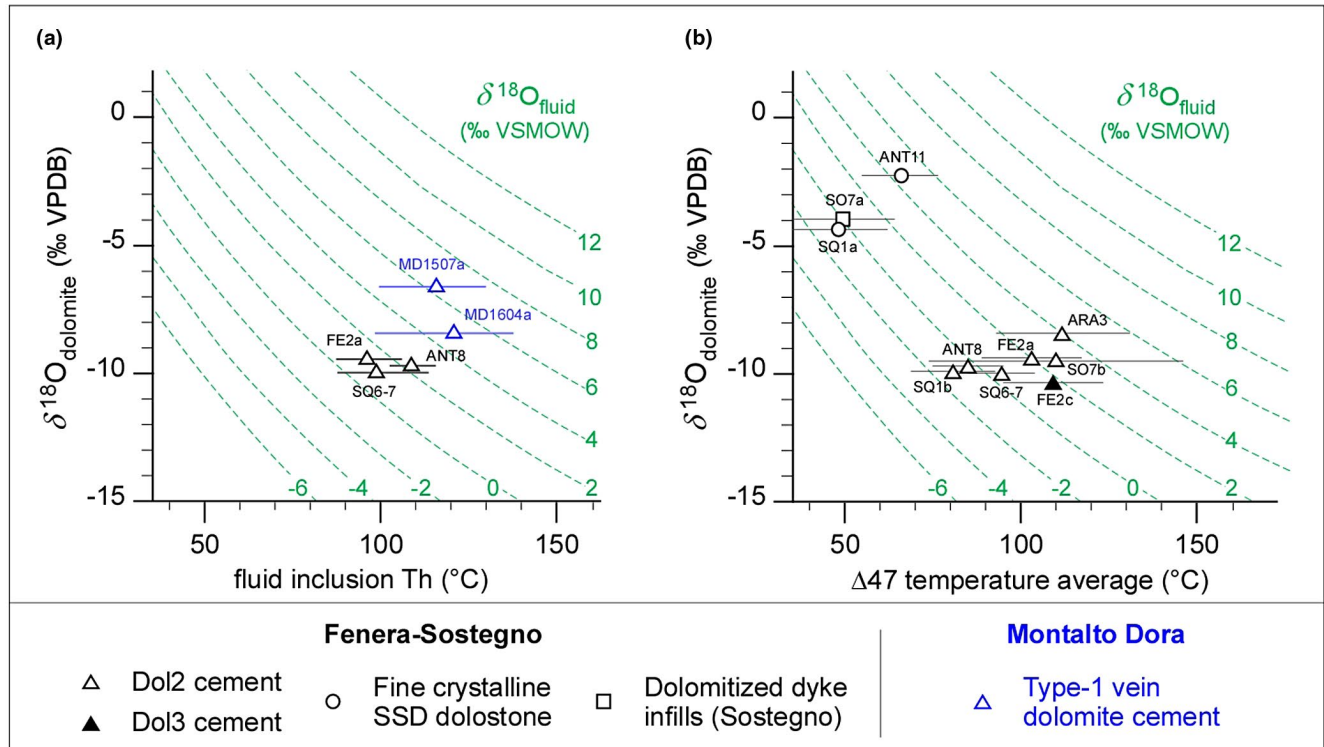 (a)
δ18Ofluid
(‰ VSMOW)
0
-5
-10
-15
δ18Odolomite (‰ VPDB)
MD1507a
MD1604a
FE2a
ANT8
SQ6-7
12
10
8
6
4
2
0
-2
-4
-6
50
100
150
fluid inclusion Th (°C)
(b)
δ18Ofluid
(‰ VSMOW)
0
-5
-10
-15
δ18Odolomite (‰ VPDB)
ANT11
SO7a
SQ1a
ARA3
FE2a
ANT8
SO7b
SQ1b
SQ6-7
FE2c
12
10
8
6
4
2
0
-2
-4
-6
50
100
150
Δ47 temperature average (°C)
Fenera-Sostegno
Dol2 cement
Dol3 cement
Fine crystalline
SSD dolostone
Dolomitized dyke
infills (Sostegno)
Montalto Dora
Type-1 vein
dolomite cement